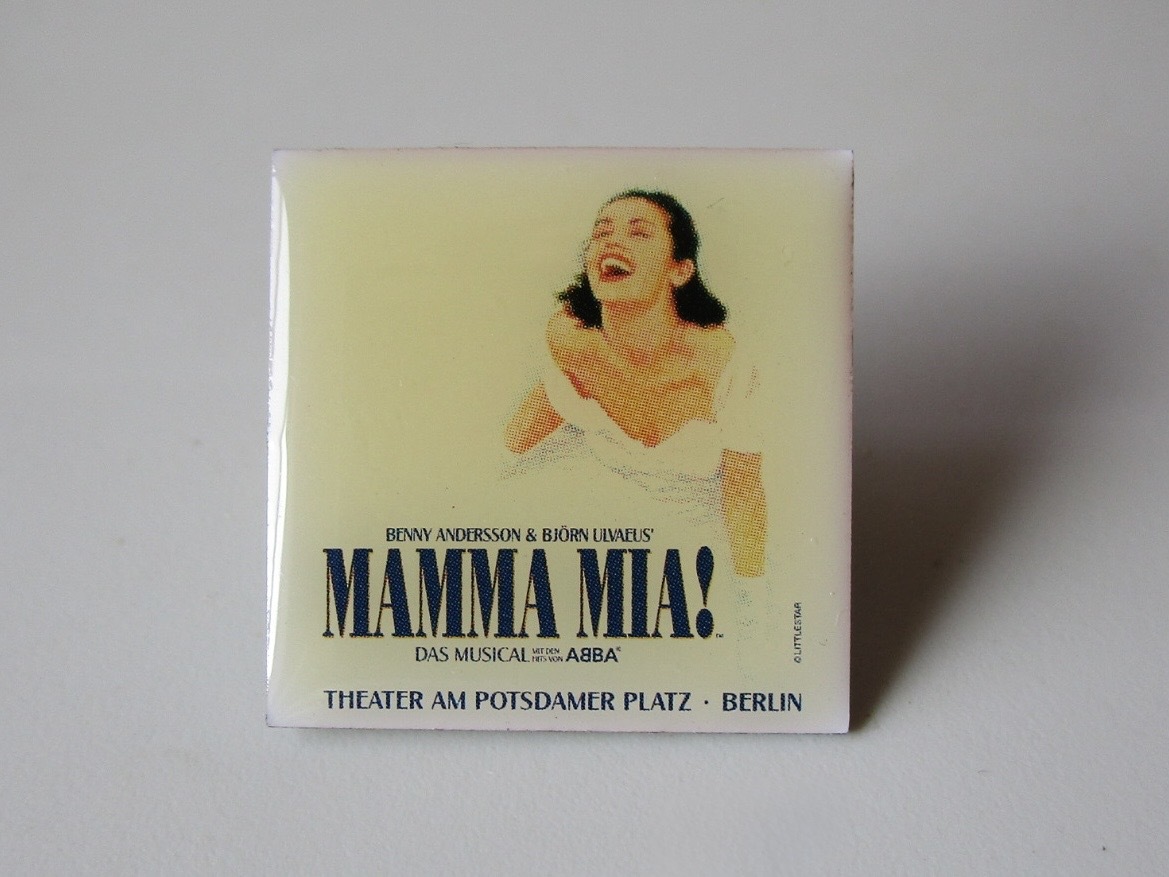 BENNY ANDERSSON & BJÖRN ULVAEUS'
MAMMA MIA!™
DAS MUSICAL MIT DEN HITS VON ABBA®
THEATER AM POTSDAMER PLATZ · BERLIN
© LITTLESTAR